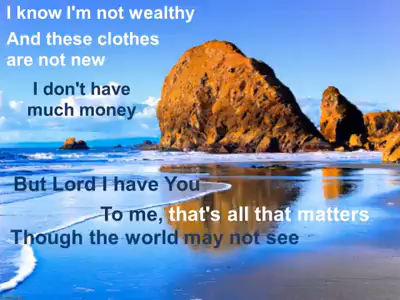 I know I'm not wealthy
And these clothes
are not new
I don't have
much money
But Lord I have You
To me, that's all that matters
Though the world may not see